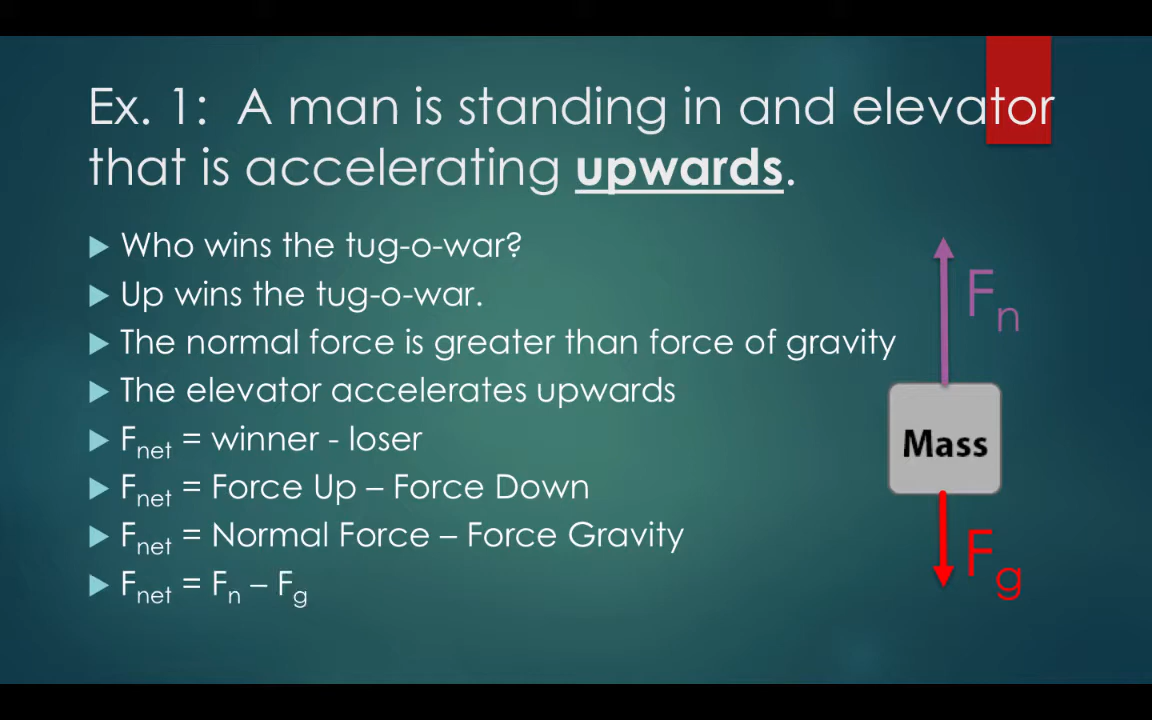 Ex. 1: A man is standing in and elevator
that is accelerating upwards.
Who wins the tug-o-war?
Up wins the tug-o-war.
The normal force is greater than force of gravity
The elevator accelerates upwards
Fnet = winner - loser
Fnet = Force Up – Force Down
Fnet = Normal Force – Force Gravity
Fnet = Fn – Fg
Fn
Mass
Fg